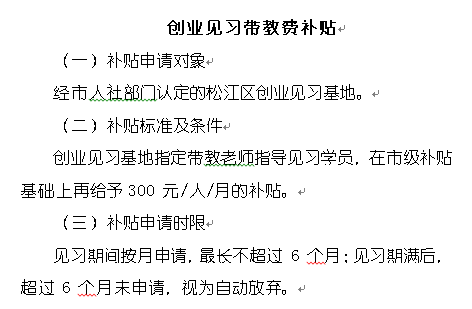 创业见习带教费补贴
（一）补贴申请对象
经市人社部门认定的松江区创业见习基地。
（二）补贴标准及条件
创业见习基地指定带教老师指导见习学员，在市级补贴
基础上再给予 300 元/人/月的补贴。
（三）补贴申请时限
见习期间按月申请，最长不超过 6 个月；见习期满后，
超过 6 个月未申请，视为自动放弃。